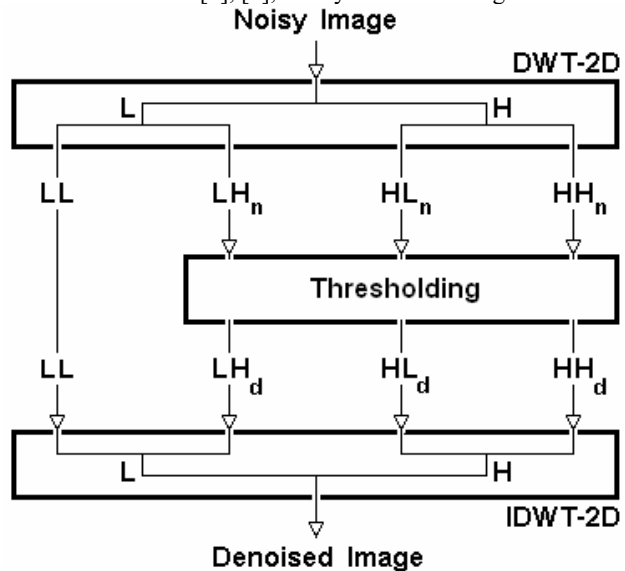 Noisy Image
DWT-2D
L H
LL LHn HLn HHn
Thresholding
LL LHd HLd HHd
L H
IDWT-2D
Denoised Image